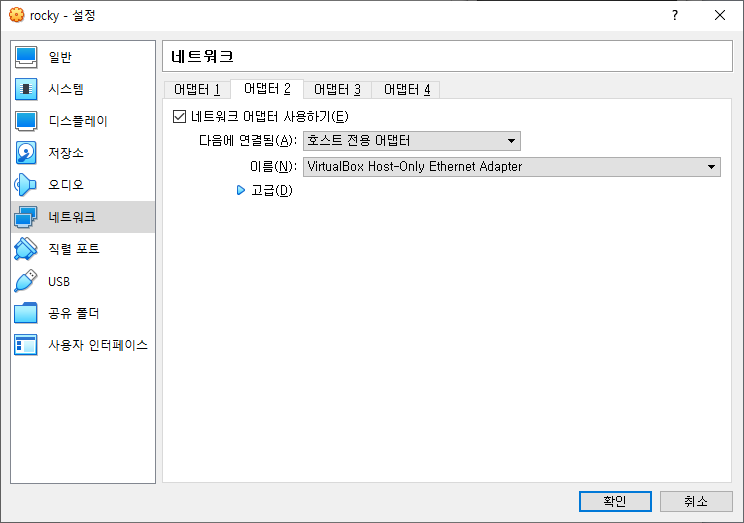 rocky - 설정
일반
시스템
디스플레이
저장소
오디오
네트워크
직렬 포트
USB
공유 폴더
사용자 인터페이스
네트워크
어댑터 1 어댑터 2 어댑터 3 어댑터 4
네트워크 어댑터 사용하기(E)
다음에 연결됨(A): 호스트 전용 어댑터
이름(N): VirtualBox Host-Only Ethernet Adapter
고급(D)
확인 취소